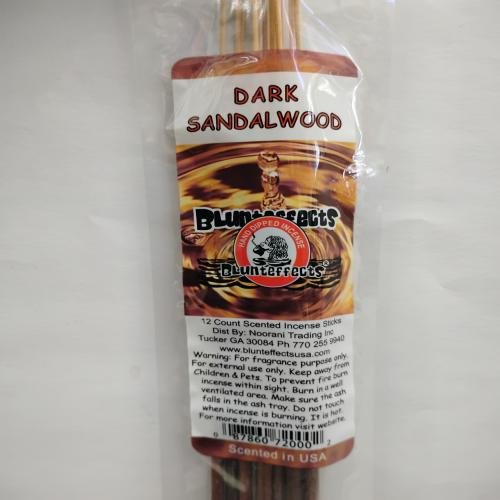 DARK
SANDALWOOD
Blunteffects
HAND DIPPED INCENSE
Blunteffects®
12 Count Scented Incense Sticks
Dist By: Noorani Trading Inc
Tucker GA 30084 Ph 770 255 9940
www.blunteffectsusa.com
Warning: For fragrance purpose only.
For external use only. Keep away from
Children & Pets. To prevent fire burn
incense within sight. Burn in a well
ventilated area. Make sure the ash
falls in the ash tray. Do not touch
when incense is burning. It is hot.
For more information visit website.
0 87860 72000 2
Scented in USA